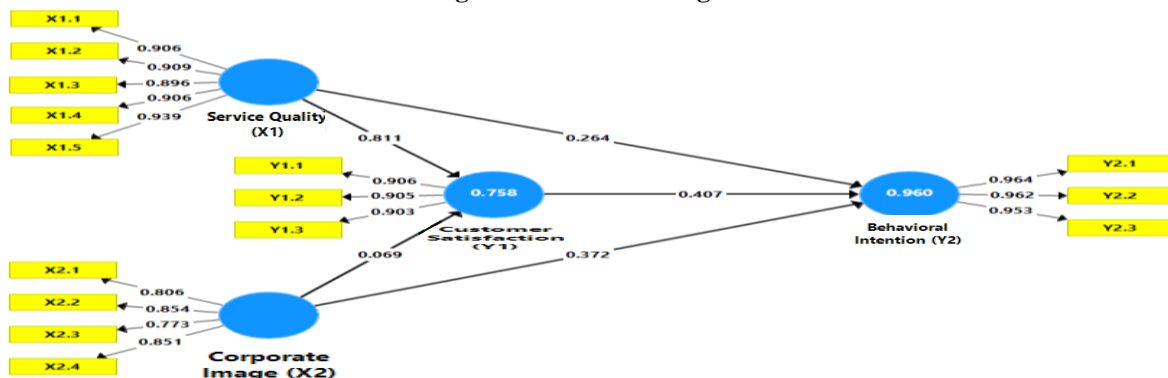 X1.1
X1.2
X1.3
X1.4
X1.5
0.906
0.909
0.896
0.906
0.939
Service Quality
(X1)
0.811
0.264
Y1.1
Y1.2
Y1.3
0.906
0.905
0.903
0.758
Customer
Satisfaction
(Y1)
0.407
0.960
Behavioral
Intention (Y2)
0.964
0.962
0.953
Y2.1
Y2.2
Y2.3
0.069
0.372
X2.1
X2.2
X2.3
X2.4
0.806
0.854
0.773
0.851
Corporate
Image (X2)